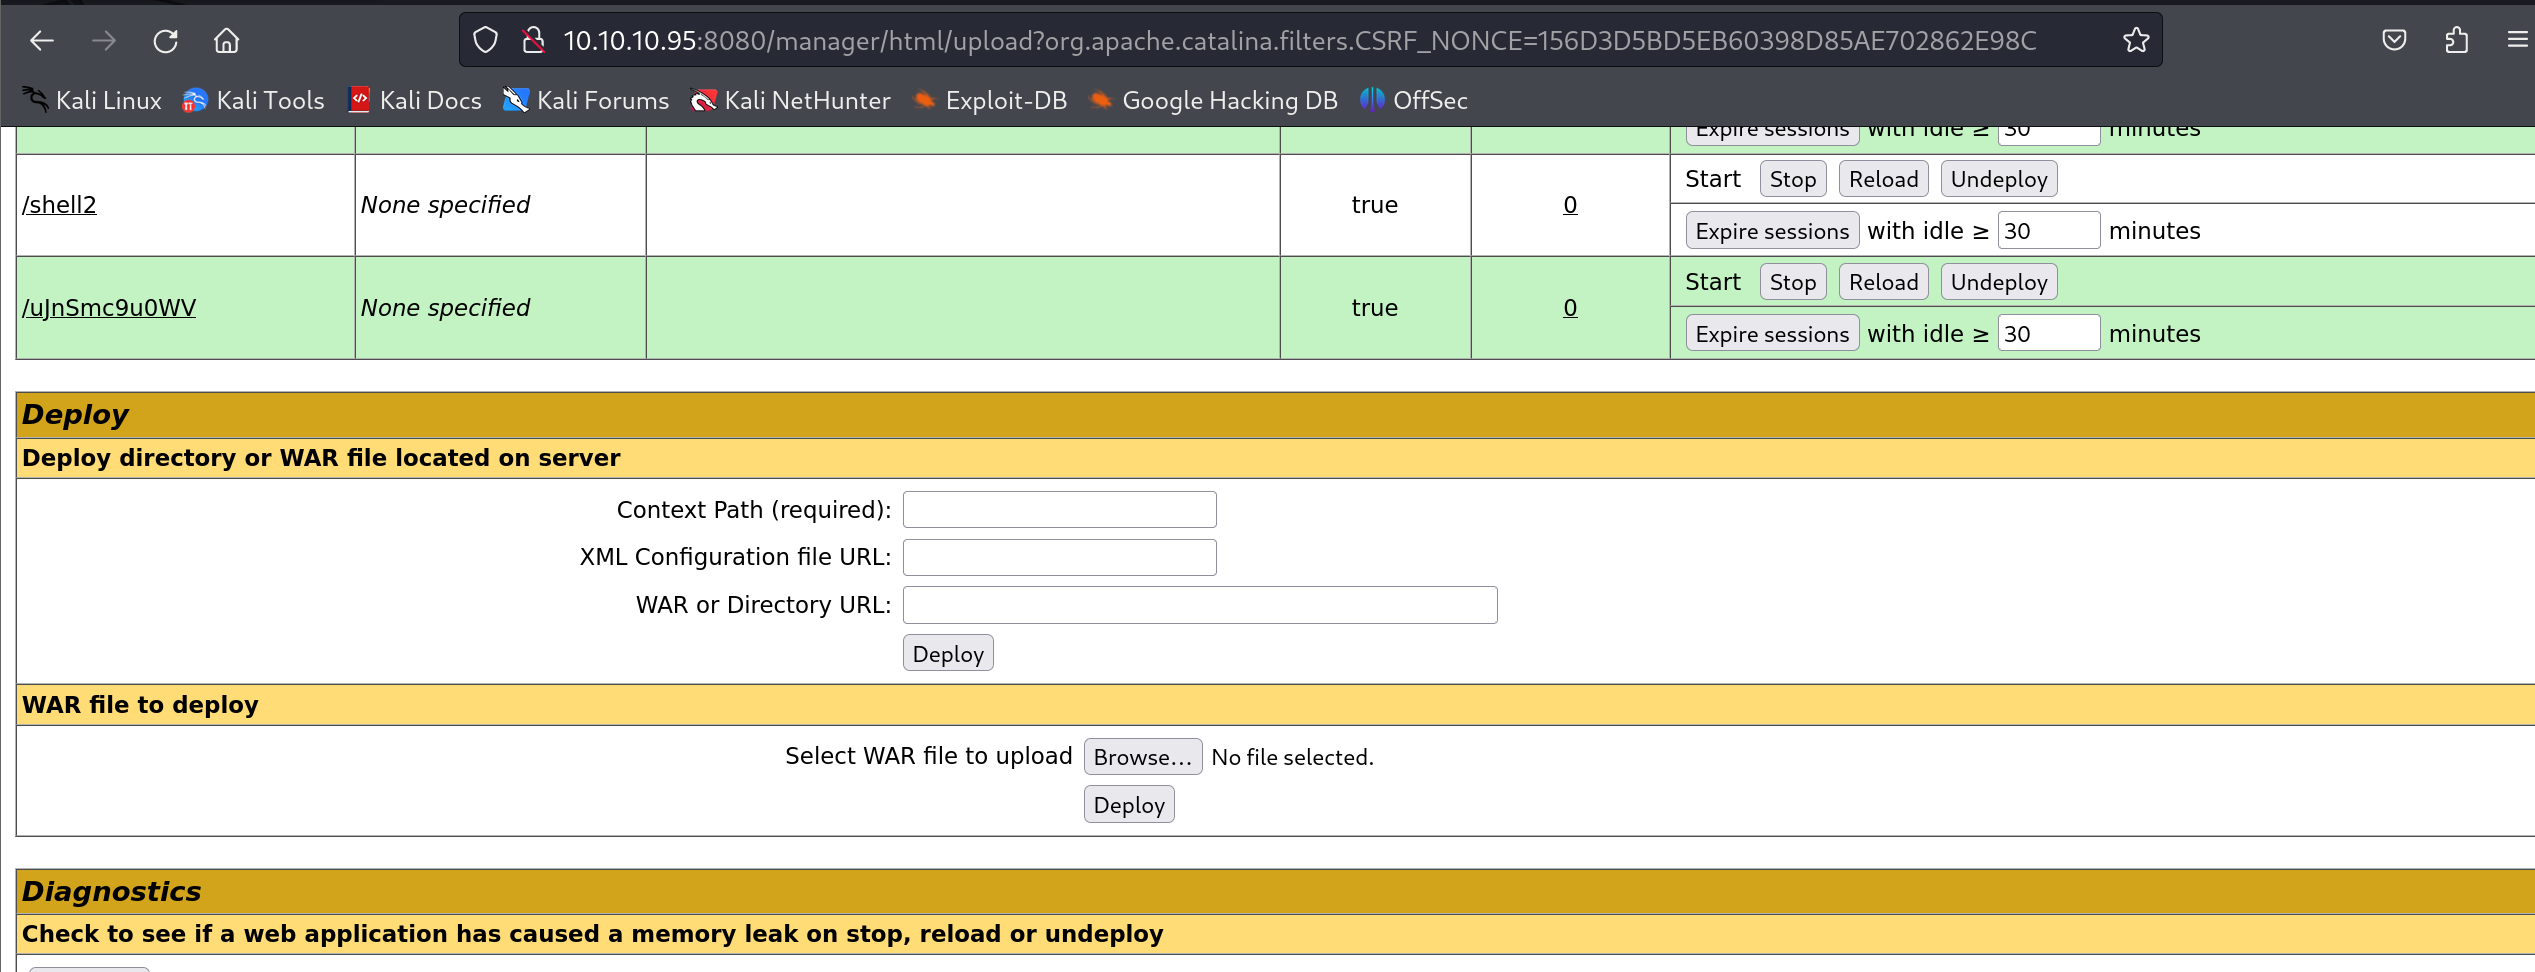 10.10.10.95:8080/manager/html/upload?org.apache.catalina.filters.CSRF_NONCE=156D3D5BD5EB60398D85AE702862E98C
Kali Linux Kali Tools Kali Docs Kali Forums Kali NetHunter Exploit-DB Google Hacking DB OffSec
Expire sessions with idle ≥ 30 minutes
/shell2 None specified true 0 Start Stop Reload Undeploy
Expire sessions with idle ≥ 30 minutes
/uJnSmc9u0WV None specified true 0 Start Stop Reload Undeploy
Expire sessions with idle ≥ 30 minutes
Deploy
Deploy directory or WAR file located on server
Context Path (required):
XML Configuration file URL:
WAR or Directory URL:
Deploy
WAR file to deploy
Select WAR file to upload Browse... No file selected.
Deploy
Diagnostics
Check to see if a web application has caused a memory leak on stop, reload or undeploy